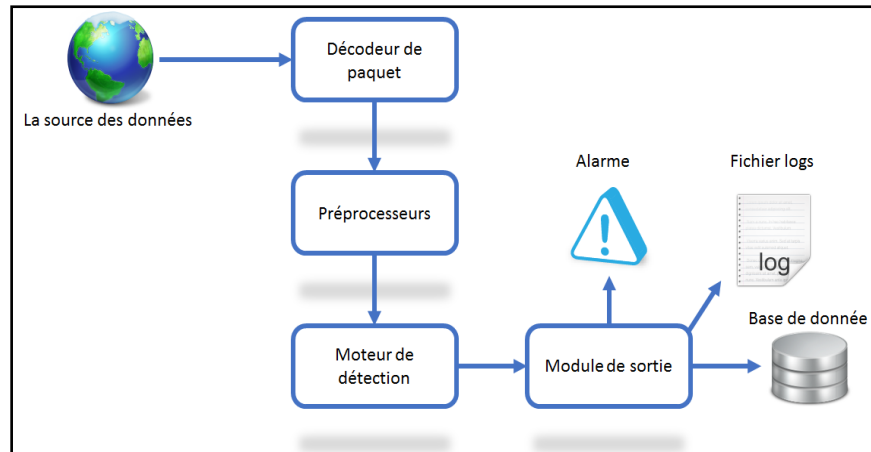 Décodeur de
paquet
La source des données
Alarme
Fichier logs
Préprocesseurs
log
Base de donnée
Moteur de
détection
Module de sortie